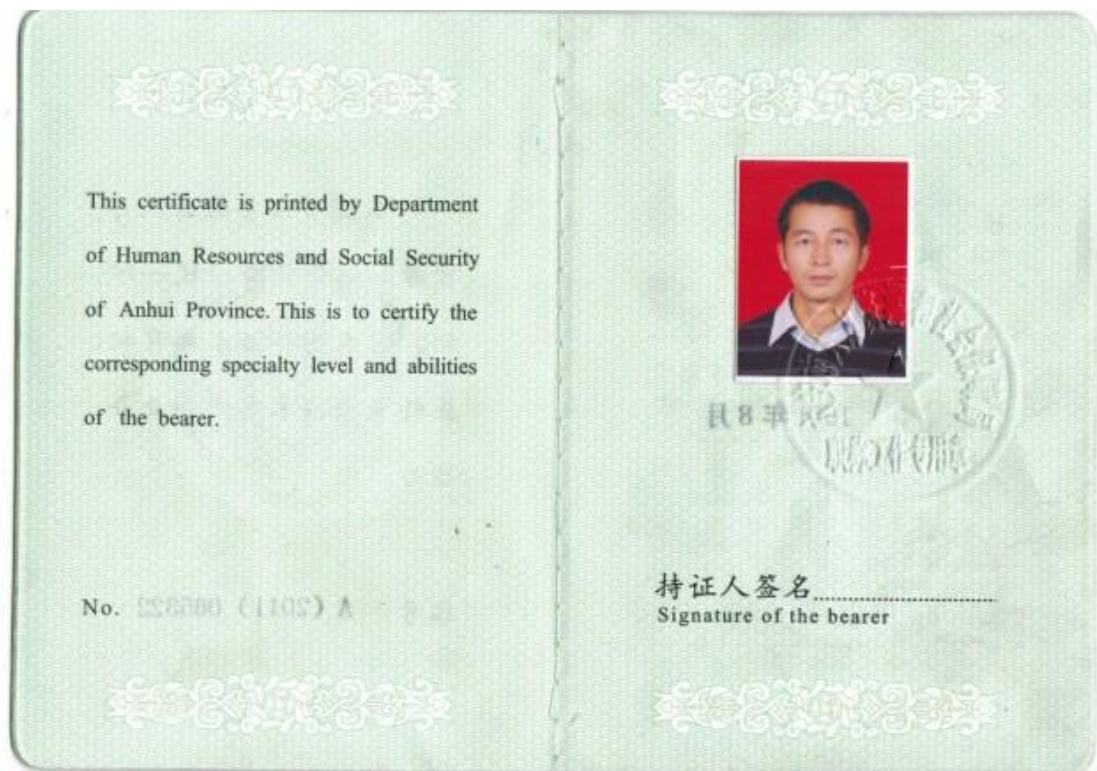 This certificate is printed by Department
of Human Resources and Social Security
of Anhui Province. This is to certify the
corresponding specialty level and abilities
of the bearer.
No.
持证人签名
Signature of the bearer